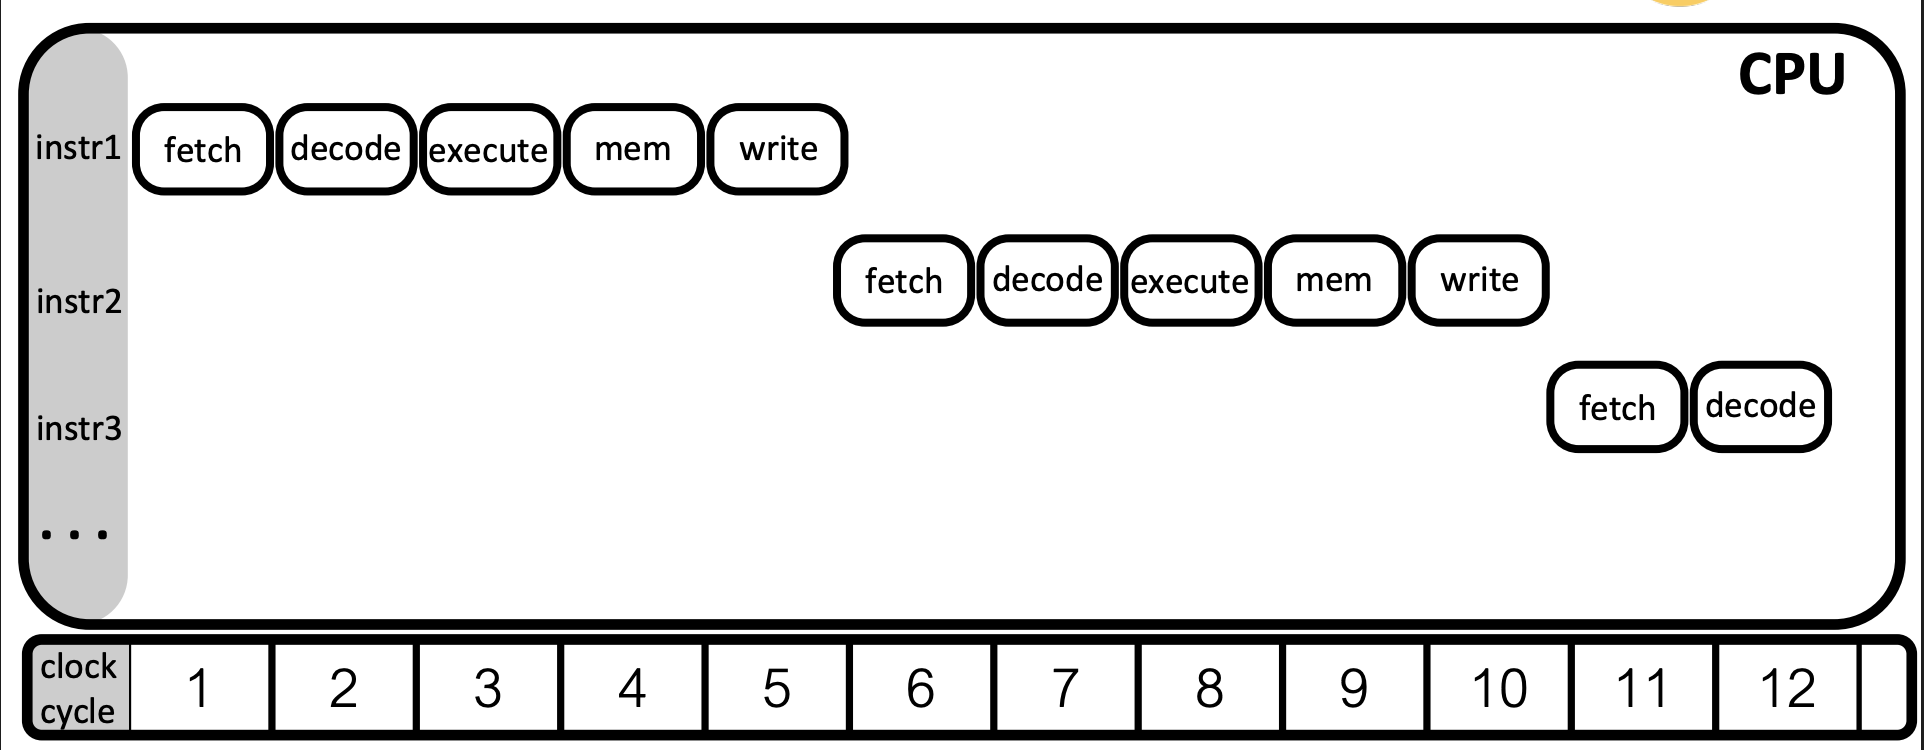 CPU
instr1 fetch decode execute mem write
fetch decode execute mem write
instr2
fetch decode
instr3
...
clock
cycle
1 2 3 4 5 6 7 8 9 10 11 12